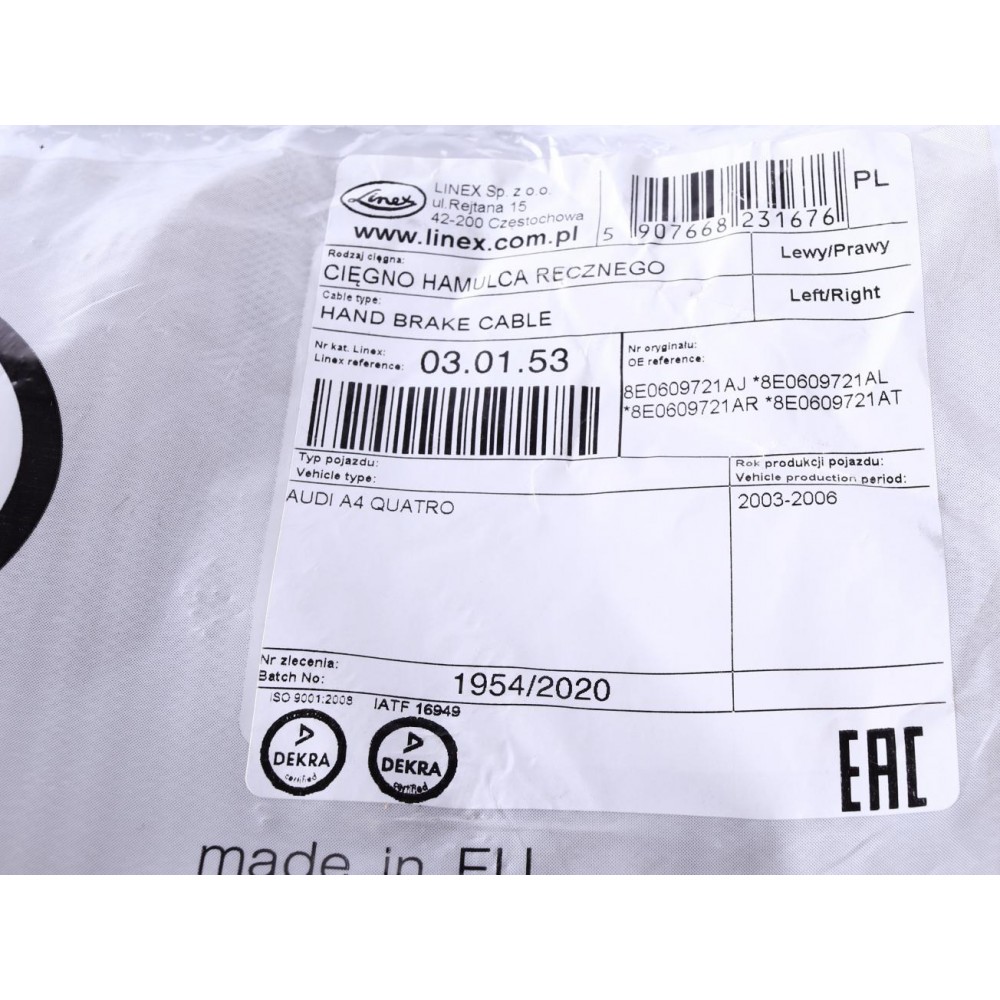 Linex
LINEX Sp. z o.o.
ul.Rejtana 15
42-200 Częstochowa
www.linex.com.pl
5 907668 231676
PL
Rodzaj cięgna:
CIĘGNO HAMULCA RĘCZNEGO
Lewy/Prawy
Cable type:
HAND BRAKE CABLE
Left/Right
Nr kat. Linex:
Linex reference:
03.01.53
Nr oryginału:
OE reference:
8E0609721AJ *8E0609721AL
*8E0609721AR *8E0609721AT
Typ pojazdu:
Vehicle type:
AUDI A4 QUATRO
Rok produkcji pojazdu:
Vehicle production period:
2003-2006
Nr zlecenia:
Batch No:
1954/2020
ISO 9001:2008
IATF 16949
DEKRA
certified
DEKRA
certified
EAC
made in EU